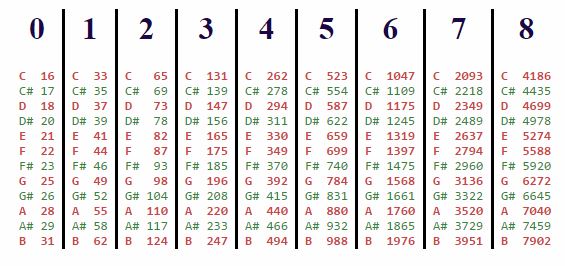 0 1 2 3 4 5 6 7 8
C 16 C 33 C 65 C 131 C 262 C 523 C 1047 C 2093 C 4186
C# 17 C# 35 C# 69 C# 139 C# 278 C# 554 C# 1109 C# 2218 C# 4435
D 18 D 37 D 73 D 147 D 294 D 587 D 1175 D 2349 D 4699
D# 20 D# 39 D# 78 D# 156 D# 311 D# 622 D# 1245 D# 2489 D# 4978
E 21 E 41 E 82 E 165 E 330 E 659 E 1319 E 2637 E 5274
F 22 F 44 F 87 F 175 F 349 F 699 F 1397 F 2794 F 5588
F# 23 F# 46 F# 93 F# 185 F# 370 F# 740 F# 1475 F# 2960 F# 5920
G 25 G 49 G 98 G 196 G 392 G 784 G 1568 G 3136 G 6272
G# 26 G# 52 G# 104 G# 208 G# 415 G# 831 G# 1661 G# 3322 G# 6645
A 28 A 55 A 110 A 220 A 440 A 880 A 1760 A 3520 A 7040
A# 29 A# 58 A# 117 A# 233 A# 466 A# 932 A# 1865 A# 3729 A# 7459
B 31 B 62 B 124 B 247 B 494 B 988 B 1976 B 3951 B 7902